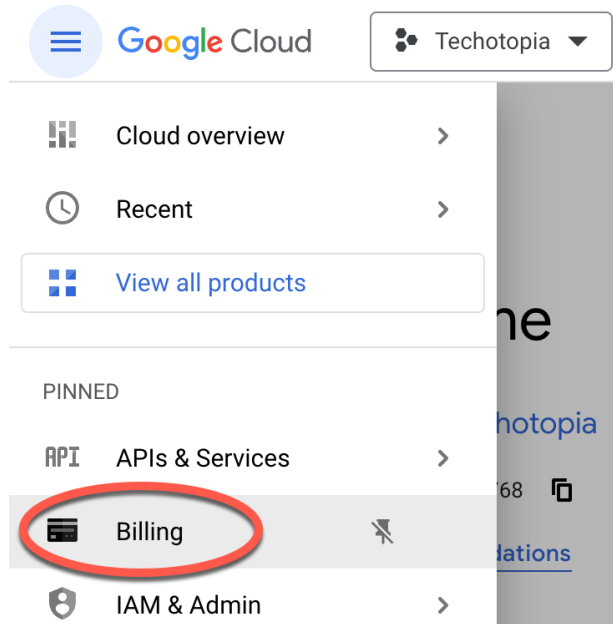 Google Cloud
Techotopia
Cloud overview
Recent
View all products
ne
PINNED
hotopia
API
APIs & Services
68
Billing
dations
IAM & Admin